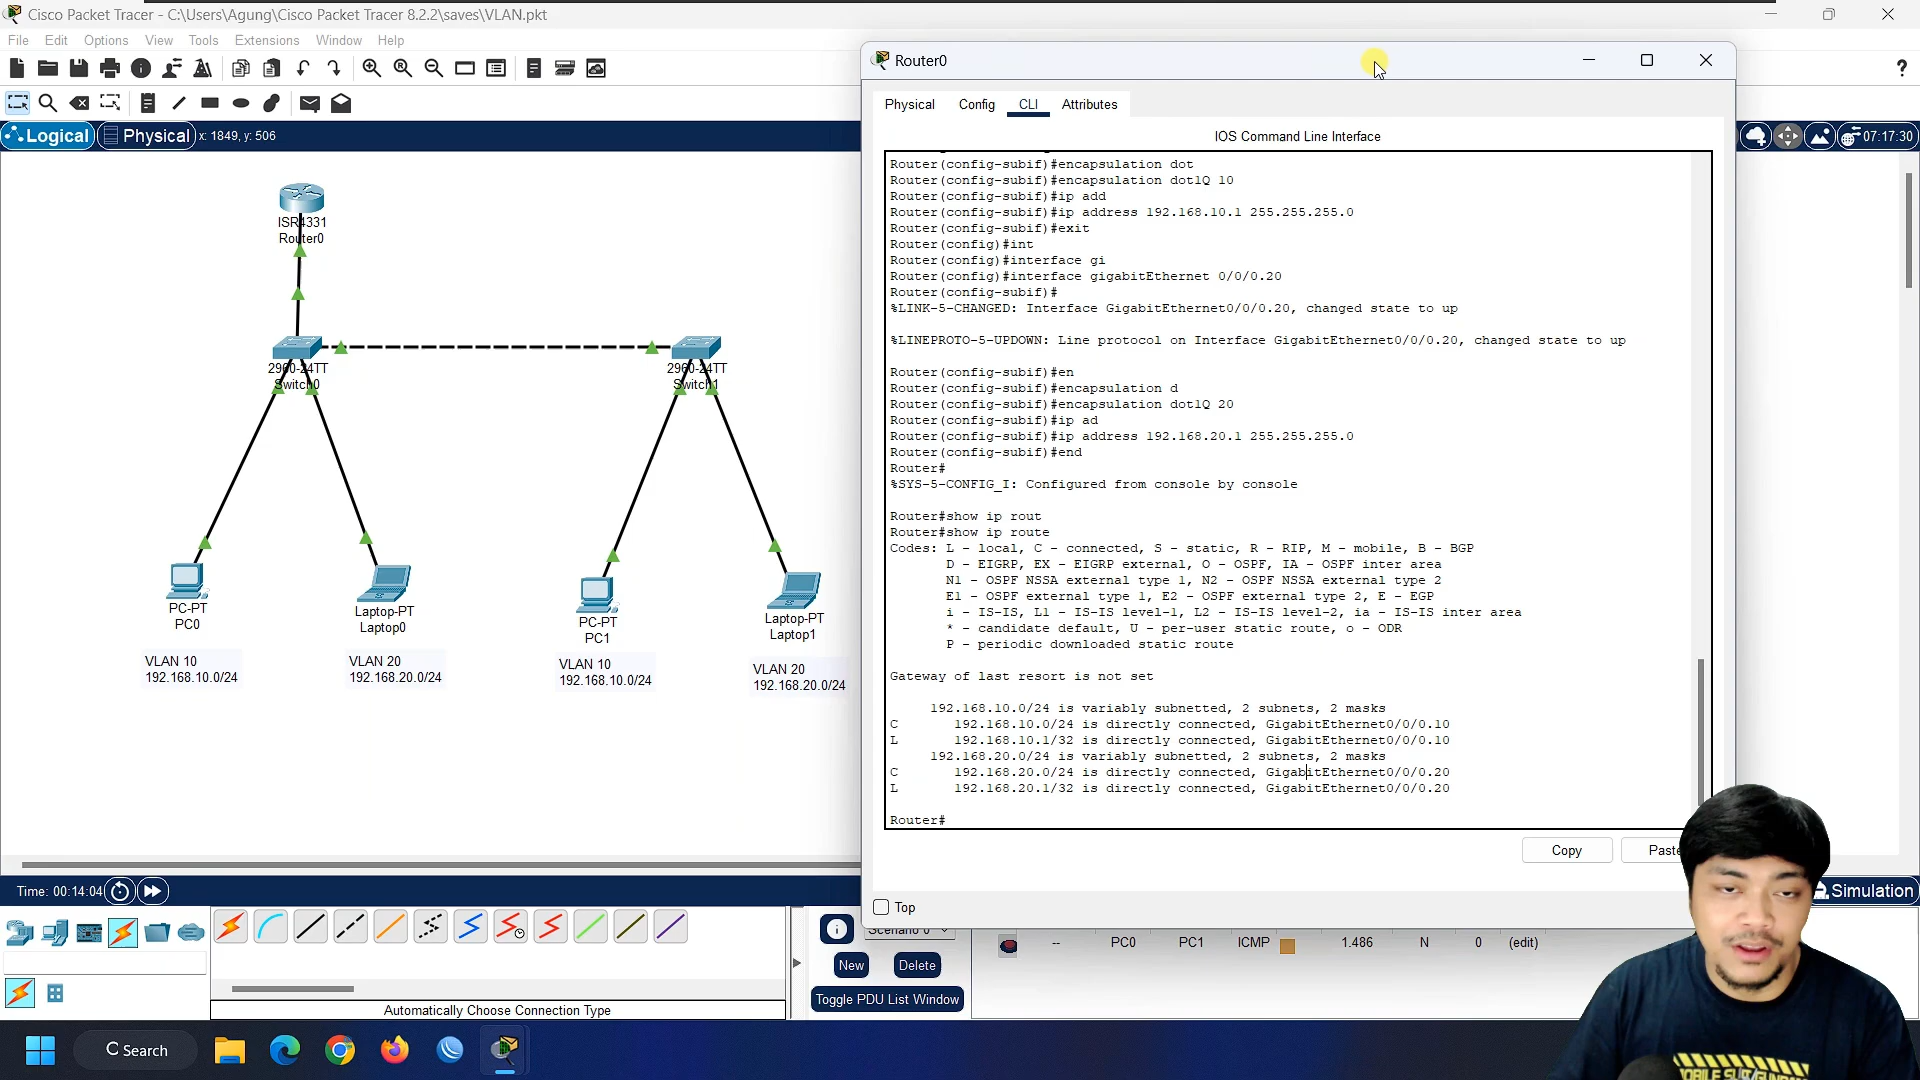 Cisco Packet Tracer - C:\Users\Agung\Cisco Packet Tracer 8.2.2\saves\VLAN.pkt
File Edit Options View Tools Extensions Window Help
?
Logical Physical x: 1849, y: 506
07:17:30
ISR4331
Router0
2960-24TT
Switch0
2960-24TT
Switch1
PC-PT
PC0
Laptop-PT
Laptop0
PC-PT
PC1
Laptop-PT
Laptop1
VLAN 10
192.168.10.0/24
VLAN 20
192.168.20.0/24
VLAN 10
192.168.10.0/24
VLAN 20
192.168.20.0/24
Router0
Physical Config CLI Attributes
IOS Command Line Interface
Router(config-subif)#encapsulation dot
Router(config-subif)#encapsulation dot1Q 10
Router(config-subif)#ip add
Router(config-subif)#ip address 192.168.10.1 255.255.255.0
Router(config-subif)#exit
Router(config)#int
Router(config)#interface gi
Router(config)#interface gigabitEthernet 0/0/0.20
Router(config-subif)#
%LINK-5-CHANGED: Interface GigabitEthernet0/0/0.20, changed state to up
%LINEPROTO-5-UPDOWN: Line protocol on Interface GigabitEthernet0/0/0.20, changed state to up
Router(config-subif)#en
Router(config-subif)#encapsulation d
Router(config-subif)#encapsulation dot1Q 20
Router(config-subif)#ip ad
Router(config-subif)#ip address 192.168.20.1 255.255.255.0
Router(config-subif)#end
Router#
%SYS-5-CONFIG_I: Configured from console by console
Router#show ip rout
Router#show ip route
Codes: L - local, C - connected, S - static, R - RIP, M - mobile, B - BGP
D - EIGRP, EX - EIGRP external, O - OSPF, IA - OSPF inter area
N1 - OSPF NSSA external type 1, N2 - OSPF NSSA external type 2
E1 - OSPF external type 1, E2 - OSPF external type 2, E - EGP
i - IS-IS, L1 - IS-IS level-1, L2 - IS-IS level-2, ia - IS-IS inter area
* - candidate default, U - per-user static route, o - ODR
P - periodic downloaded static route
Gateway of last resort is not set
192.168.10.0/24 is variably subnetted, 2 subnets, 2 masks
C 192.168.10.0/24 is directly connected, GigabitEthernet0/0/0.10
L 192.168.10.1/32 is directly connected, GigabitEthernet0/0/0.10
192.168.20.0/24 is variably subnetted, 2 subnets, 2 masks
C 192.168.20.0/24 is directly connected, GigabitEthernet0/0/0.20
L 192.168.20.1/32 is directly connected, GigabitEthernet0/0/0.20
Router#
Copy Paste
Top
Time: 00:14:04
Simulation
Scenario 0
New Delete
Toggle PDU List Window
-- PC0 PC1 ICMP 1.486 N 0 (edit)
Automatically Choose Connection Type
Search